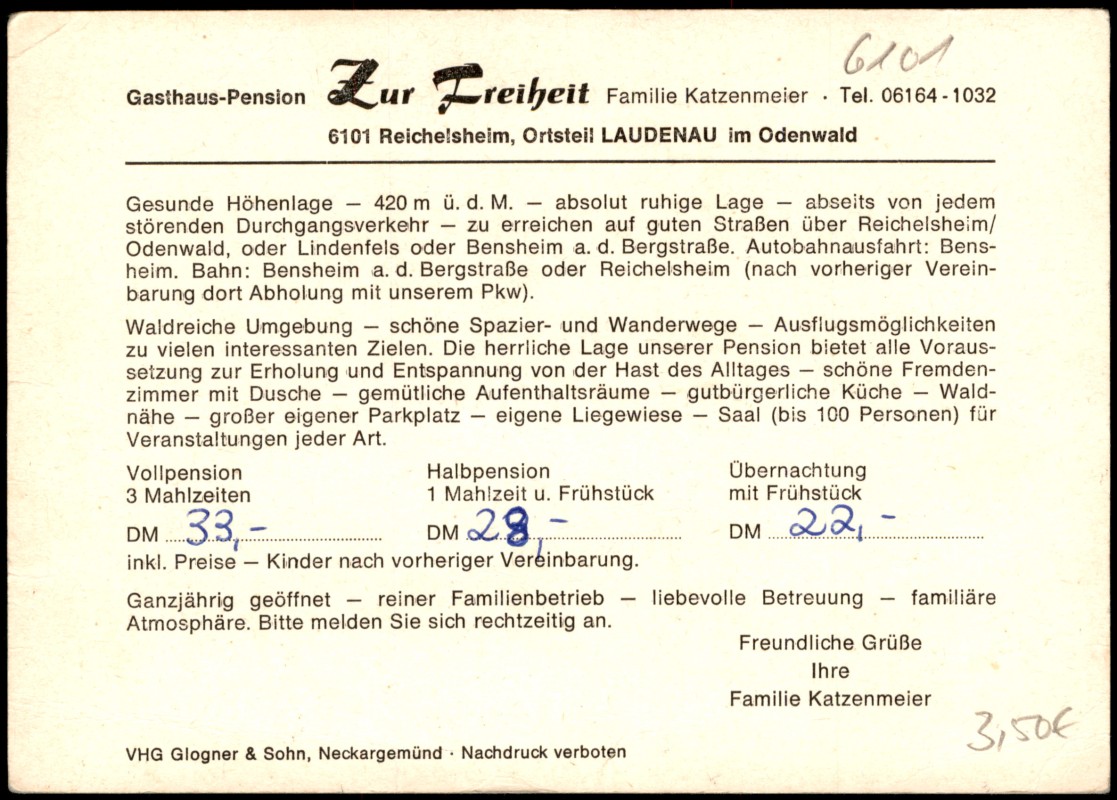 6101
Gasthaus-Pension Zur Freiheit Familie Katzenmeier · Tel. 06164-1032
6101 Reichelsheim, Ortsteil LAUDENAU im Odenwald
Gesunde Höhenlage — 420 m ü. d. M. — absolut ruhige Lage — abseits von jedem
störenden Durchgangsverkehr — zu erreichen auf guten Straßen über Reichelsheim/
Odenwald, oder Lindenfels oder Bensheim a. d. Bergstraße. Autobahnausfahrt: Bens-
heim. Bahn: Bensheim a. d. Bergstraße oder Reichelsheim (nach vorheriger Verein-
barung dort Abholung mit unserem Pkw).
Waldreiche Umgebung — schöne Spazier- und Wanderwege — Ausflugsmöglichkeiten
zu vielen interessanten Zielen. Die herrliche Lage unserer Pension bietet alle Voraus-
setzung zur Erholung und Entspannung von der Hast des Alltages — schöne Fremden-
zimmer mit Dusche — gemütliche Aufenthaltsräume — gutbürgerliche Küche — Wald-
nähe — großer eigener Parkplatz — eigene Liegewiese — Saal (bis 100 Personen) für
Veranstaltungen jeder Art.
Vollpension Halbpension Übernachtung
3 Mahlzeiten 1 Mahlzeit u. Frühstück mit Frühstück
DM 33,- DM 28,- DM 22,-
inkl. Preise — Kinder nach vorheriger Vereinbarung.
Ganzjährig geöffnet — reiner Familienbetrieb — liebevolle Betreuung — familiäre
Atmosphäre. Bitte melden Sie sich rechtzeitig an.
Freundliche Grüße
Ihre
Familie Katzenmeier
3,50€
VHG Glogner & Sohn, Neckargemünd · Nachdruck verboten